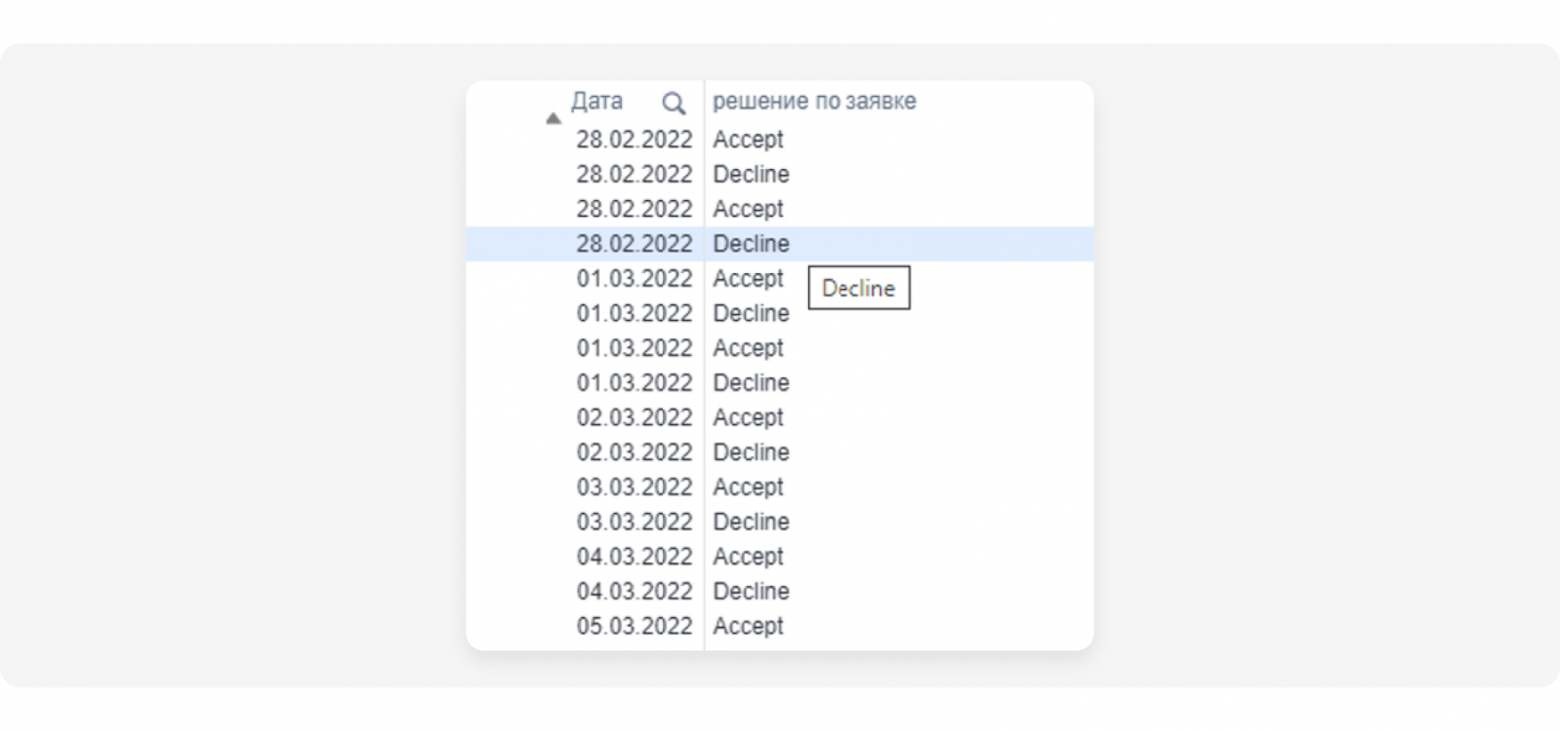 Дата решение по заявке
28.02.2022 Accept
28.02.2022 Decline
28.02.2022 Accept
28.02.2022 Decline
01.03.2022 Accept
Decline
01.03.2022 Decline
01.03.2022 Accept
01.03.2022 Decline
02.03.2022 Accept
02.03.2022 Decline
03.03.2022 Accept
03.03.2022 Decline
04.03.2022 Accept
04.03.2022 Decline
05.03.2022 Accept